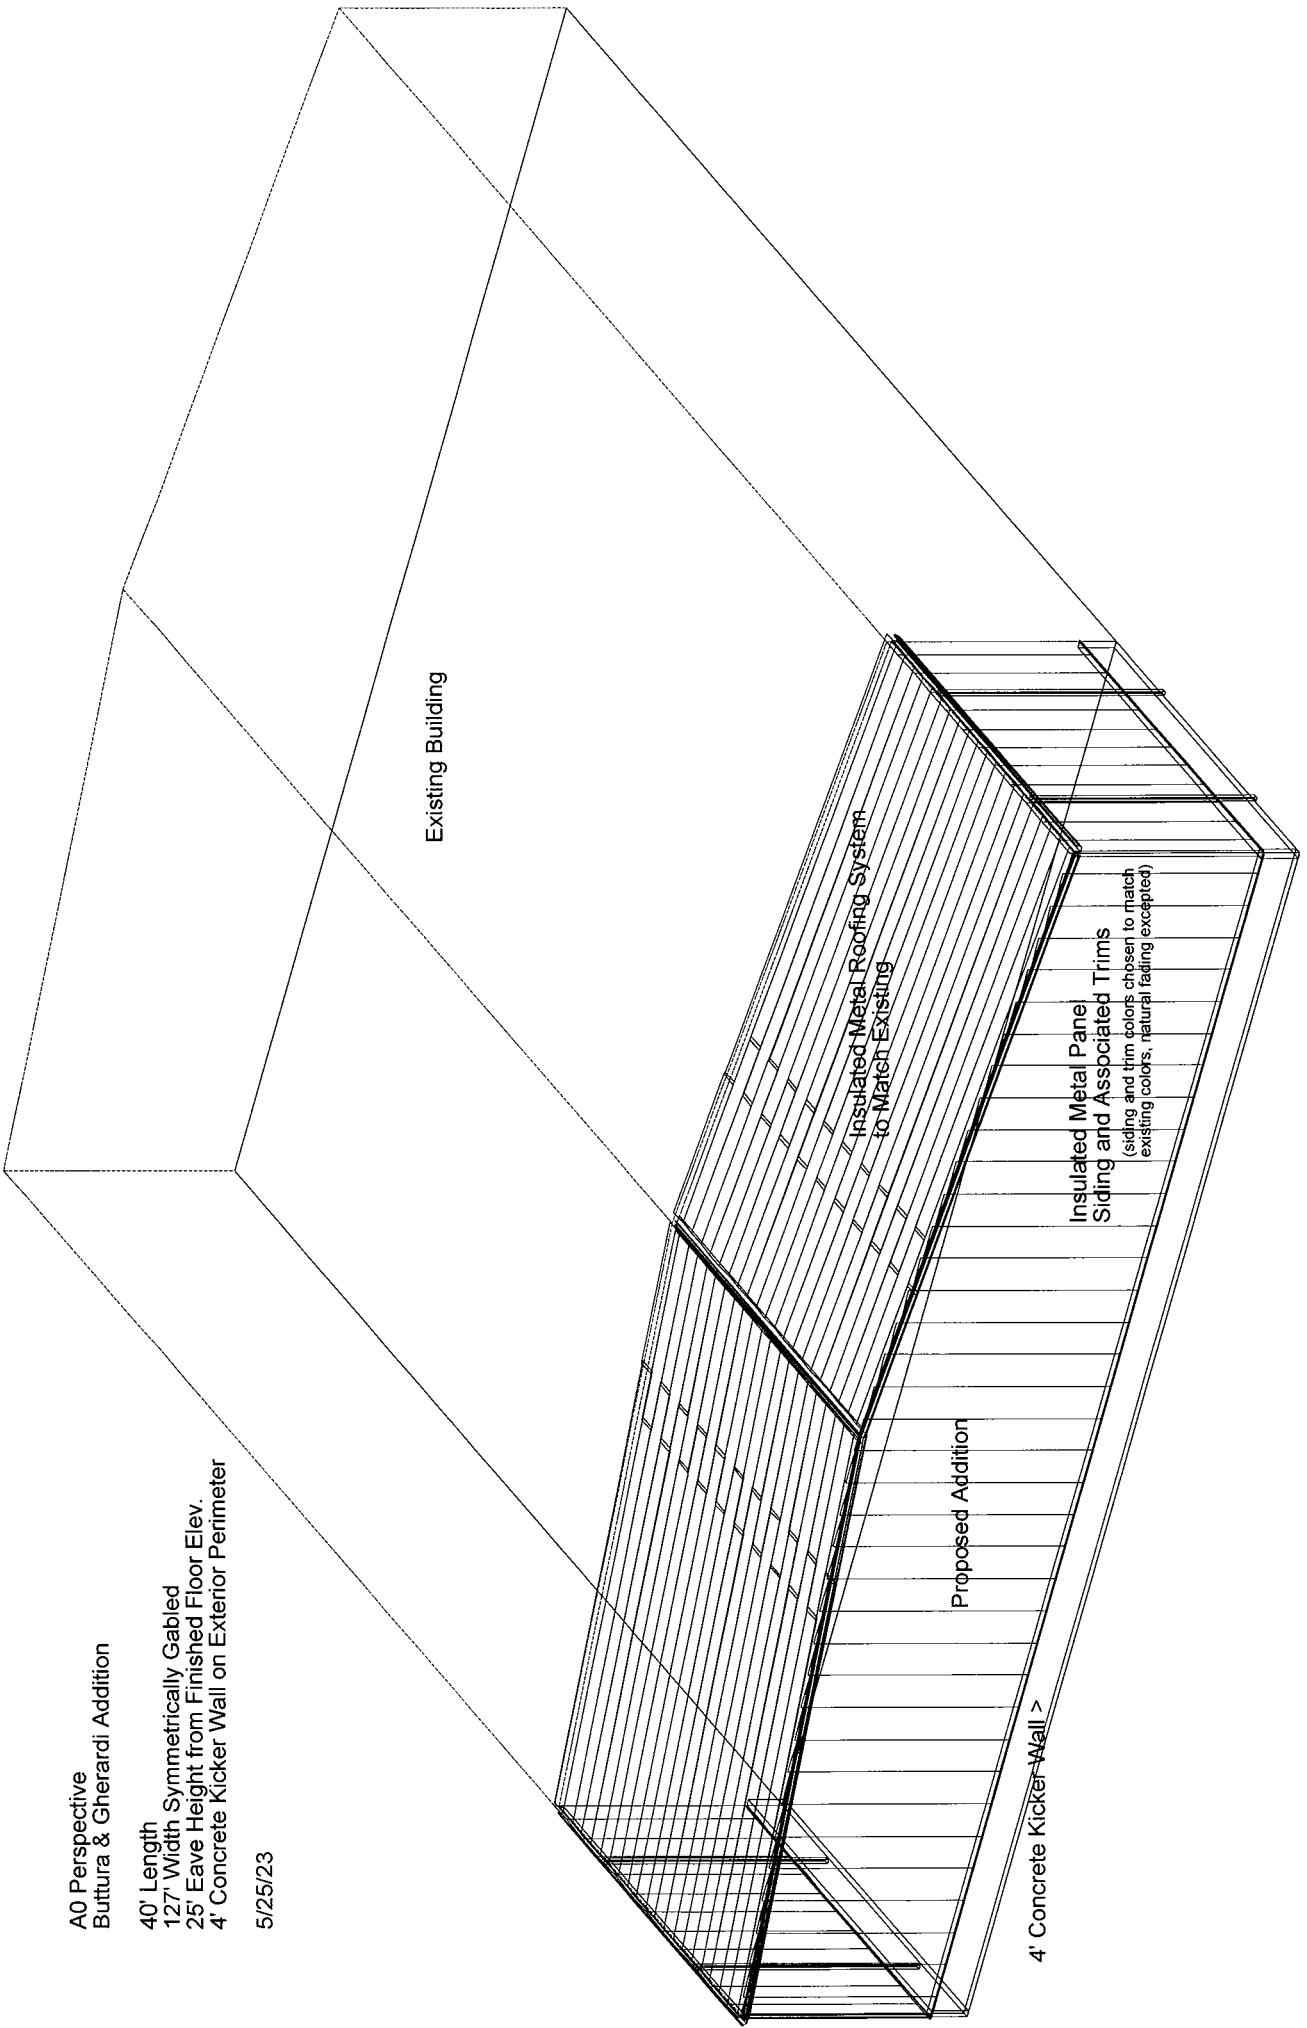 A0 Perspective
Buttura & Gherardi Addition
40' Length
127' Width Symmetrically Gabled
25' Eave Height from Finished Floor Elev.
4' Concrete Kicker Wall on Exterior Perimeter
5/25/23
Existing Building
Insulated Metal Roofing System
to Match Existing
Insulated Metal Panel
Siding and Associated Trims
(siding and trim colors chosen to match
existing colors, natural fading excepted)
Proposed Addition
4' Concrete Kicker Wall >